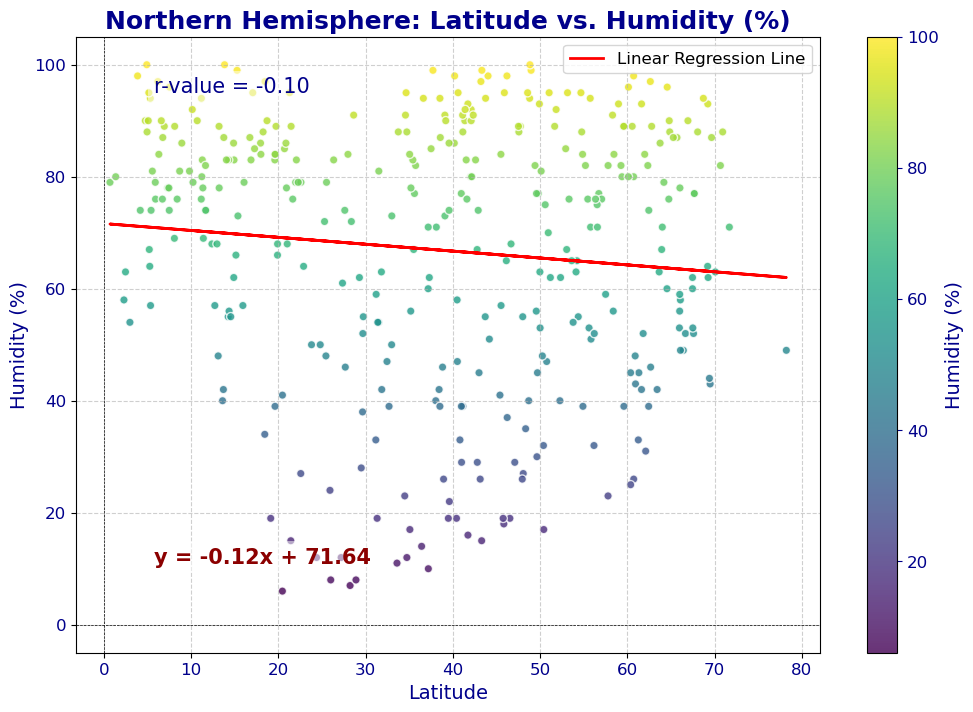 Northern Hemisphere: Latitude vs. Humidity (%)
Linear Regression Line
r-value = -0.10
y = -0.12x + 71.64
Humidity (%)
100
80
60
40
20
0
0 10 20 30 40 50 60 70 80
Latitude
100
80
60
40
20
Humidity (%)